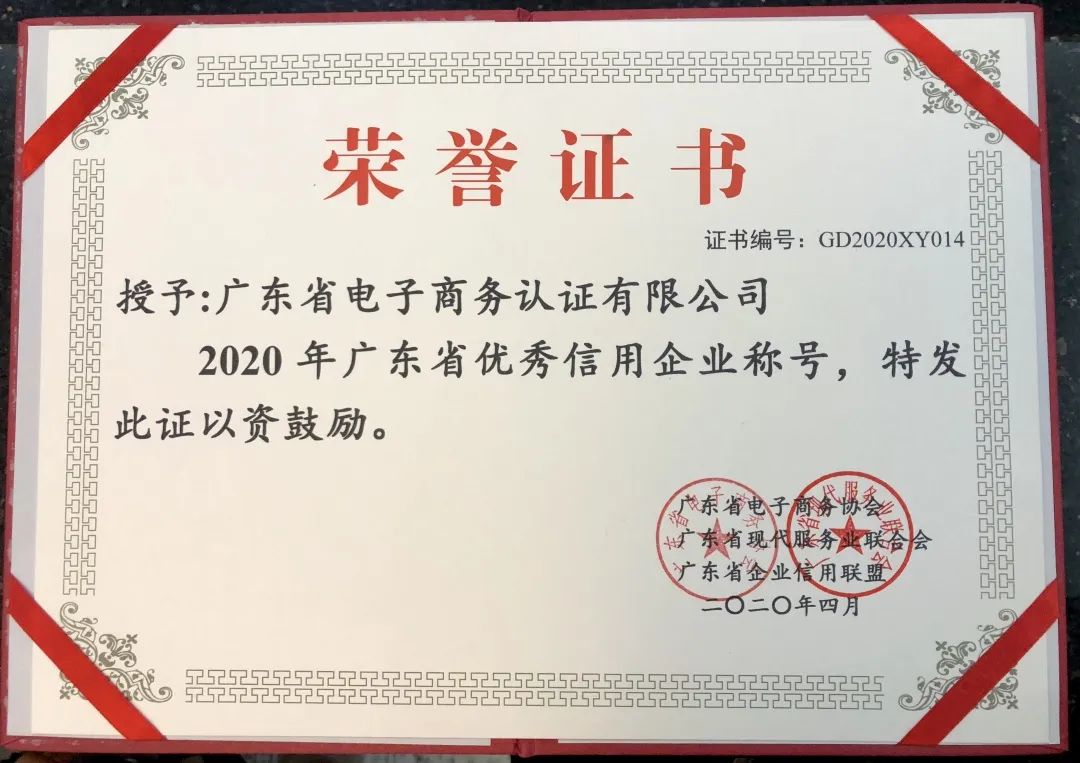 荣誉证书
证书编号：GD2020XY014
授予:广东省电子商务认证有限公司
2020 年广东省优秀信用企业称号，特发
此证以资鼓励。
广东省电子商务协会
广东省现代服务业联合会
广东省企业信用联盟
二〇二〇年四月